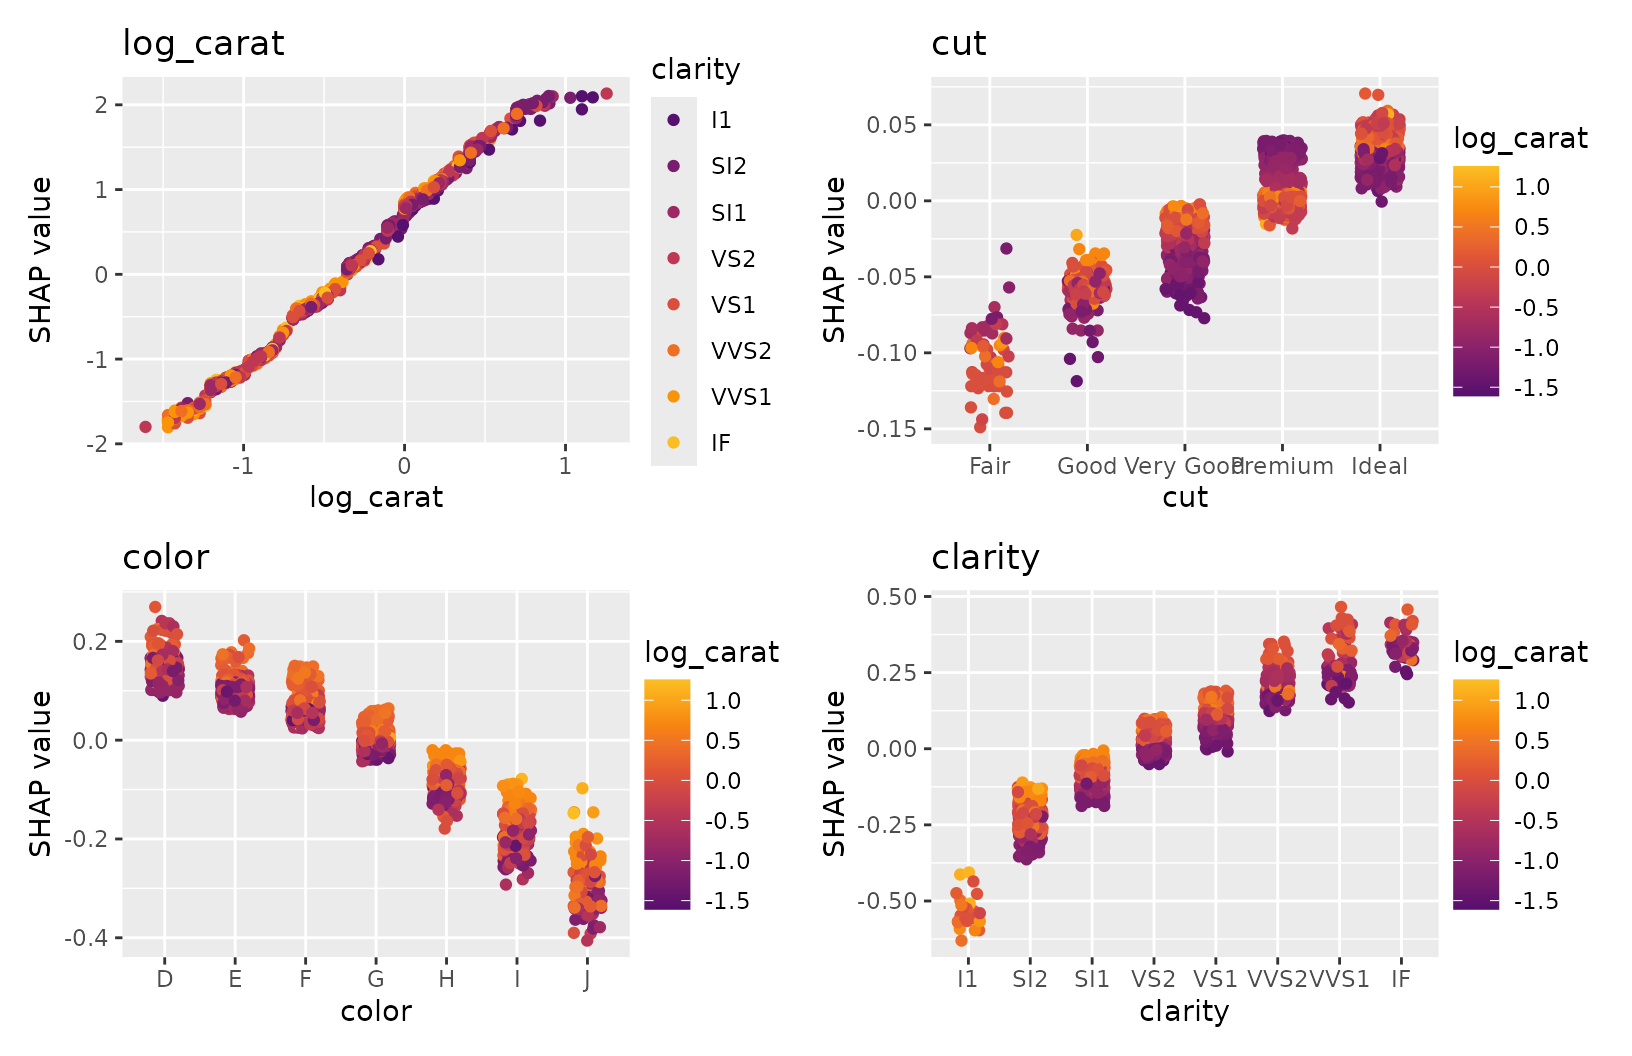 log_carat
SHAP value
2
1
0
-1
-2
-1
0
1
log_carat
clarity
I1
SI2
SI1
VS2
VS1
VVS2
VVS1
IF
cut
SHAP value
0.05
0.00
-0.05
-0.10
-0.15
Fair
Good
Very Good
Premium
Ideal
cut
log_carat
1.0
0.5
0.0
-0.5
-1.0
-1.5
color
SHAP value
0.2
0.0
-0.2
-0.4
D
E
F
G
H
I
J
color
log_carat
1.0
0.5
0.0
-0.5
-1.0
-1.5
clarity
SHAP value
0.50
0.25
0.00
-0.25
-0.50
I1
SI2
SI1
VS2
VS1
VVS2
VVS1
IF
clarity
log_carat
1.0
0.5
0.0
-0.5
-1.0
-1.5